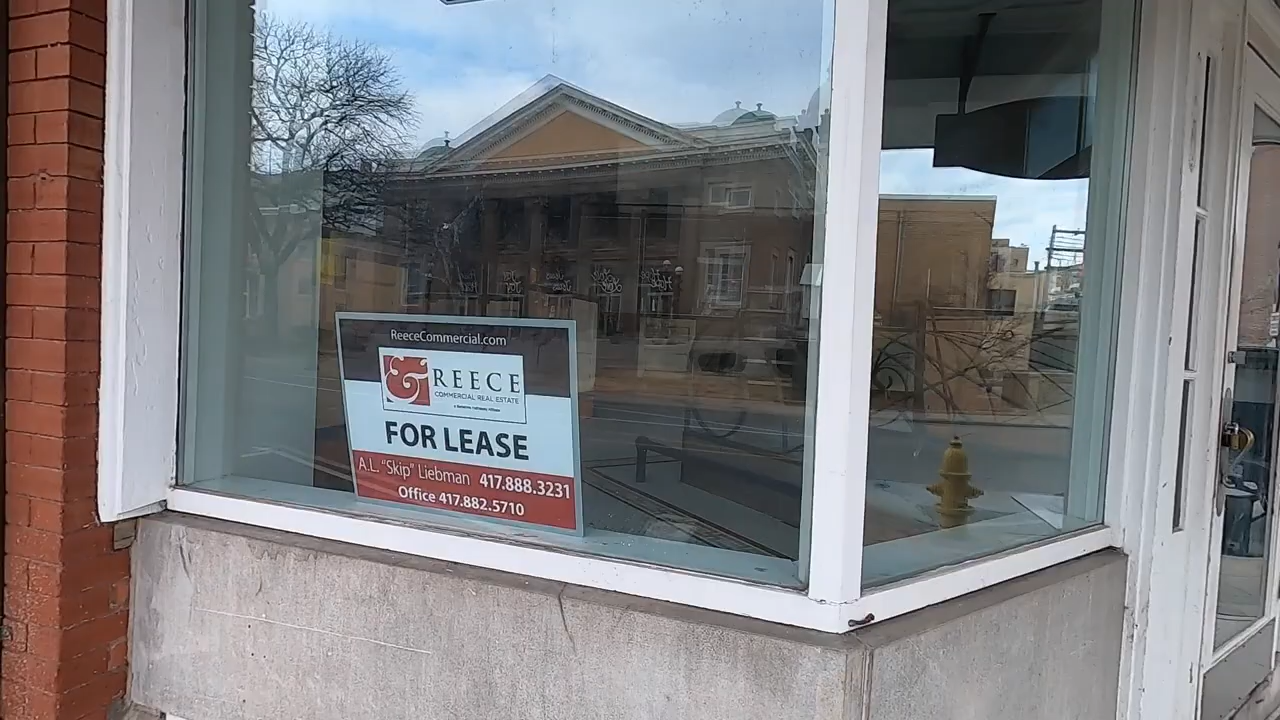 ReeceCommercial.com
& REECE
COMMERCIAL REAL ESTATE
FOR LEASE
A.L. "Skip" Liebman 417.888.3231
Office 417.882.5710